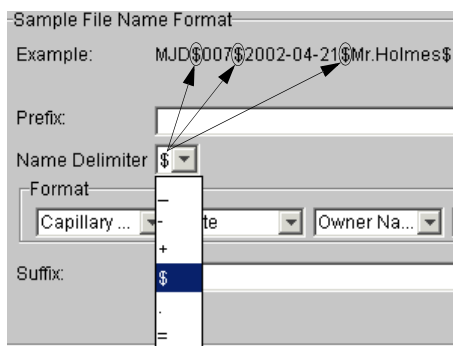 Sample File Name Format
Example: MJD$007$2002-04-21$Mr.Holmes$
Prefix:
Name Delimiter $
_
Format
Capillary ... - te Owner Na...
+
Suffix: $
.
=